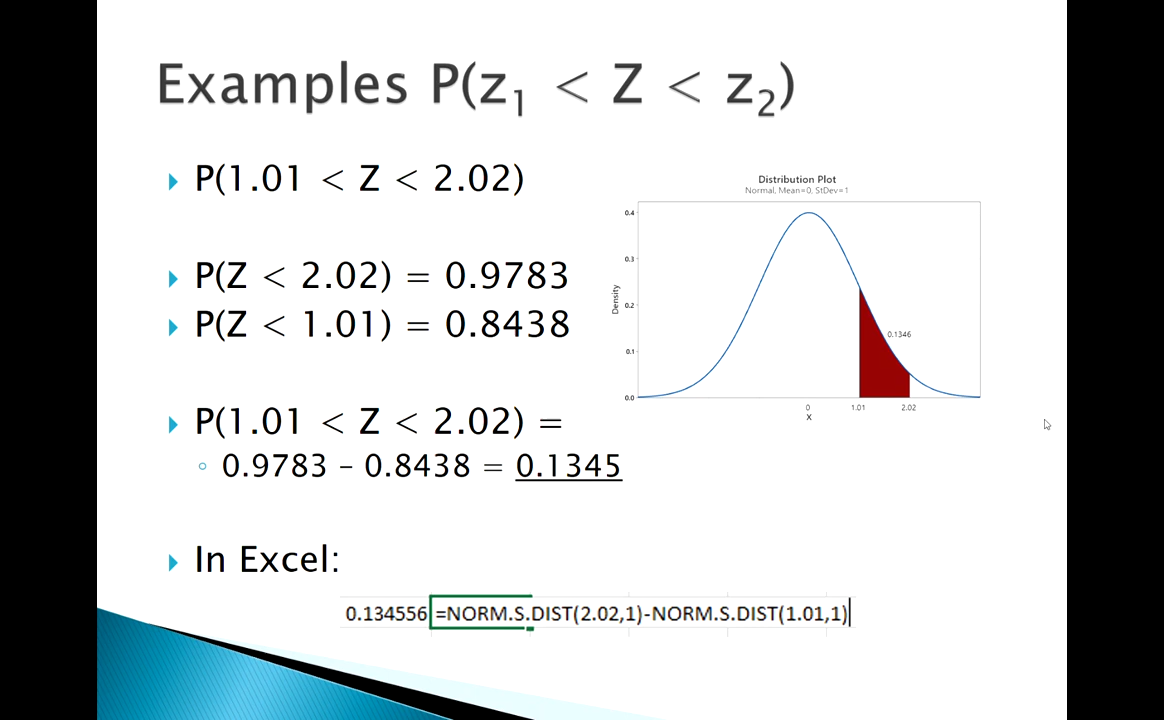 Examples P(z₁ < Z < z₂)
P(1.01 < Z < 2.02)
P(Z < 2.02) = 0.9783
P(Z < 1.01) = 0.8438
P(1.01 < Z < 2.02) =
0.9783 – 0.8438 = 0.1345
In Excel:
0.134556 =NORM.S.DIST(2.02,1)-NORM.S.DIST(1.01,1)
Distribution Plot
Normal, Mean=0, StDev=1
0.4
0.3
0.2
0.1
0.0
Density
0.1346
0 1.01 2.02
X